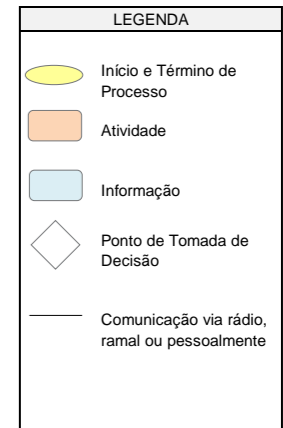 LEGENDA
Início e Término de
Processo
Atividade
Informação
Ponto de Tomada de
Decisão
Comunicação via rádio,
ramal ou pessoalmente